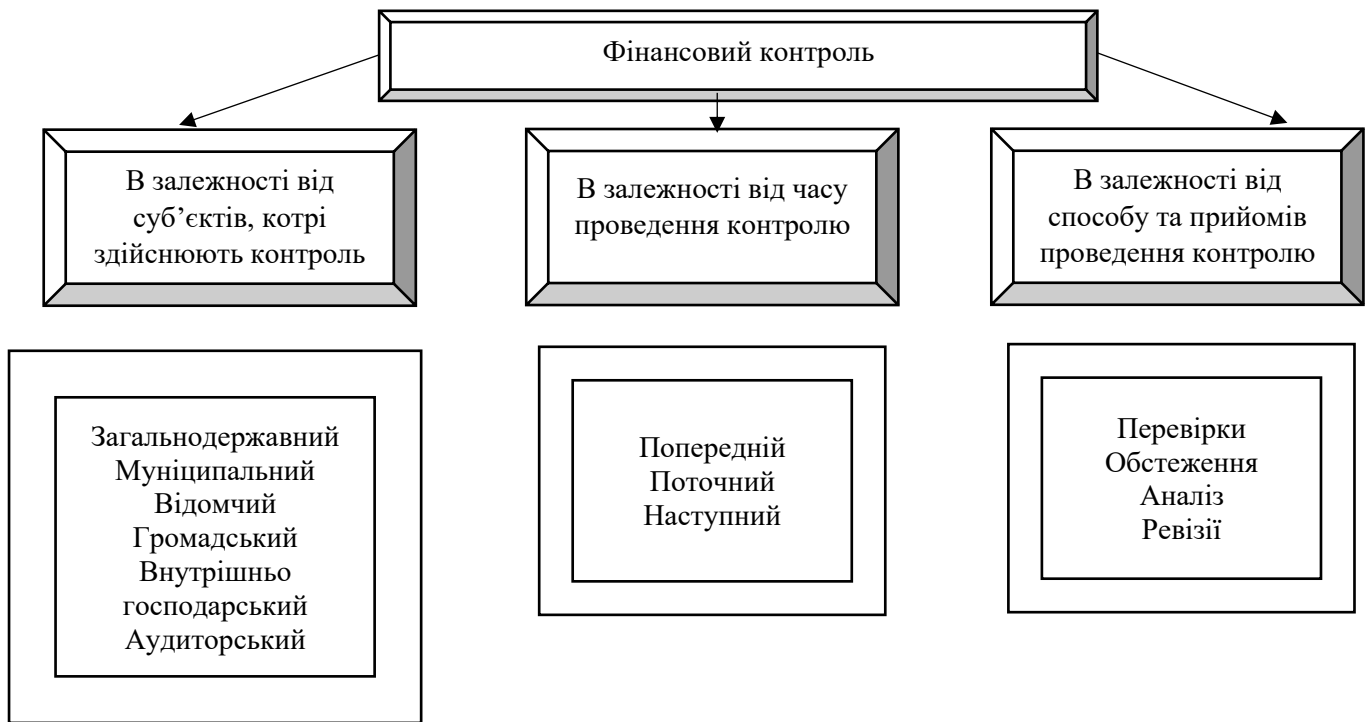 Фінансовий контроль
В залежності від
суб’єктів, котрі
здійснюють контроль
В залежності від часу
проведення контролю
В залежності від
способу та прийомів
проведення контролю
Загальнодержавний
Муніципальний
Відомчий
Громадський
Внутрішньо
господарський
Аудиторський
Попередній
Поточний
Наступний
Перевірки
Обстеження
Аналіз
Ревізії